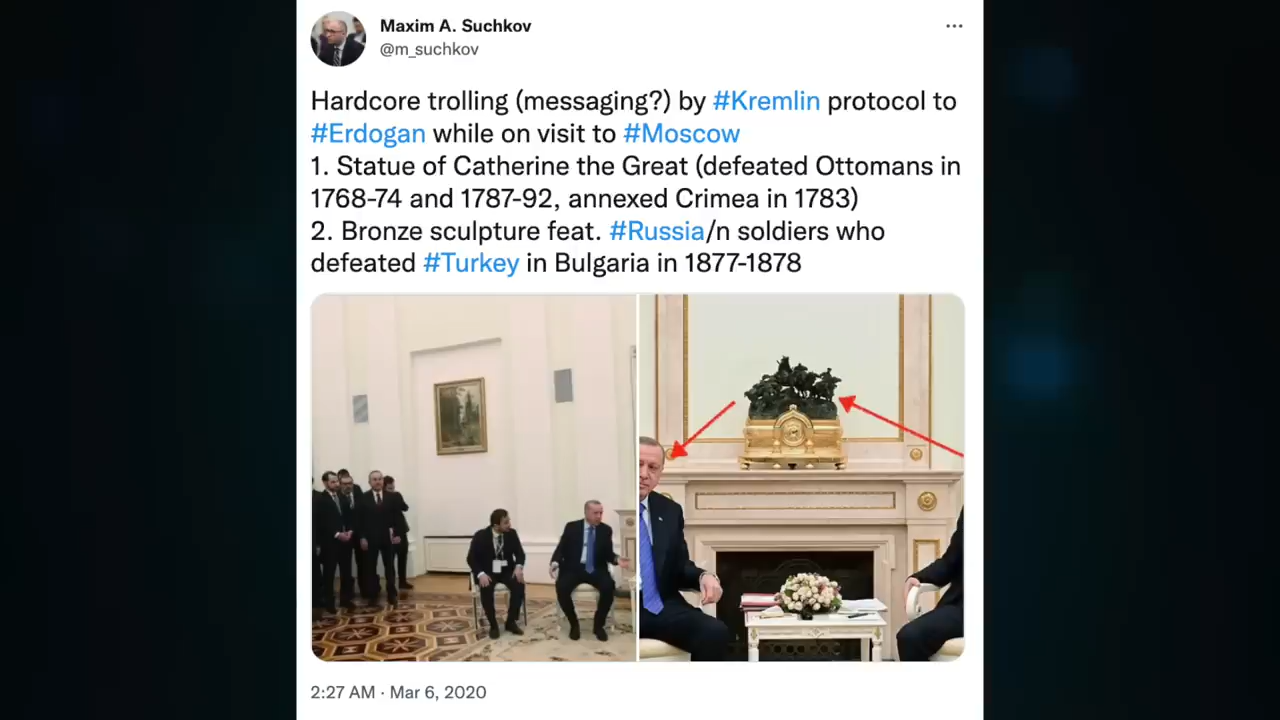 Maxim A. Suchkov
@m_suchkov
Hardcore trolling (messaging?) by #Kremlin protocol to
#Erdogan while on visit to #Moscow
1. Statue of Catherine the Great (defeated Ottomans in
1768-74 and 1787-92, annexed Crimea in 1783)
2. Bronze sculpture feat. #Russia/n soldiers who
defeated #Turkey in Bulgaria in 1877-1878
2:27 AM · Mar 6, 2020